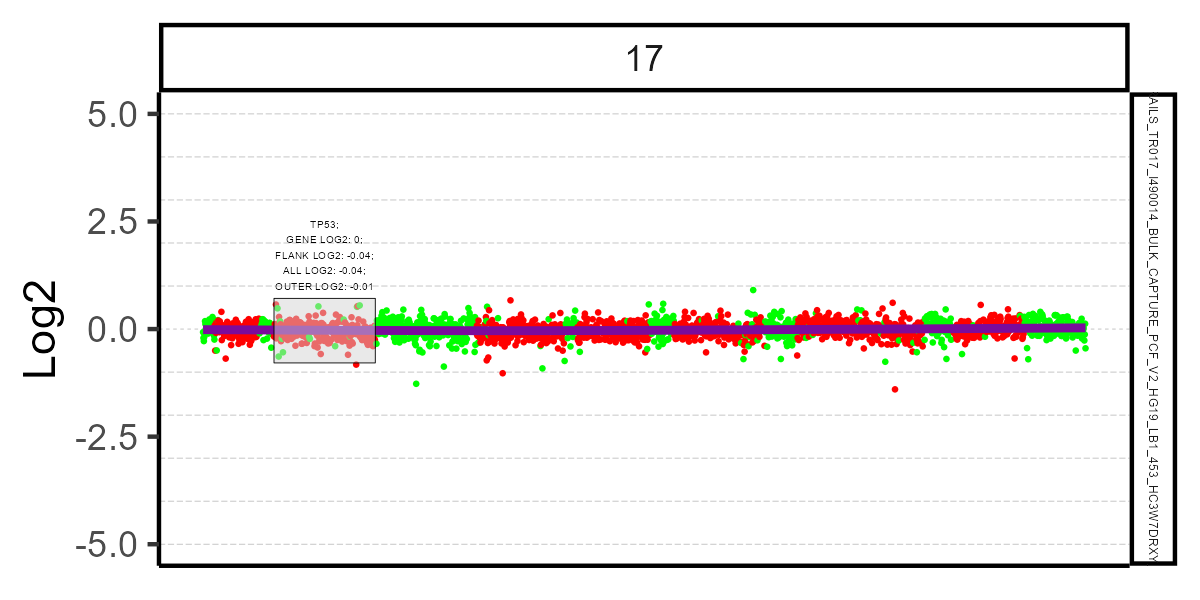 17
5.0
2.5
0.0
-2.5
-5.0
Log2
TP53;
GENE LOG2: 0;
FLANK LOG2: -0.04;
ALL LOG2: -0.04;
OUTER LOG2: -0.01
AILS_TR017_I490014_BULK_CAPTURE_PCF_V2_HG19_LB1_453_HC3W7DRXY